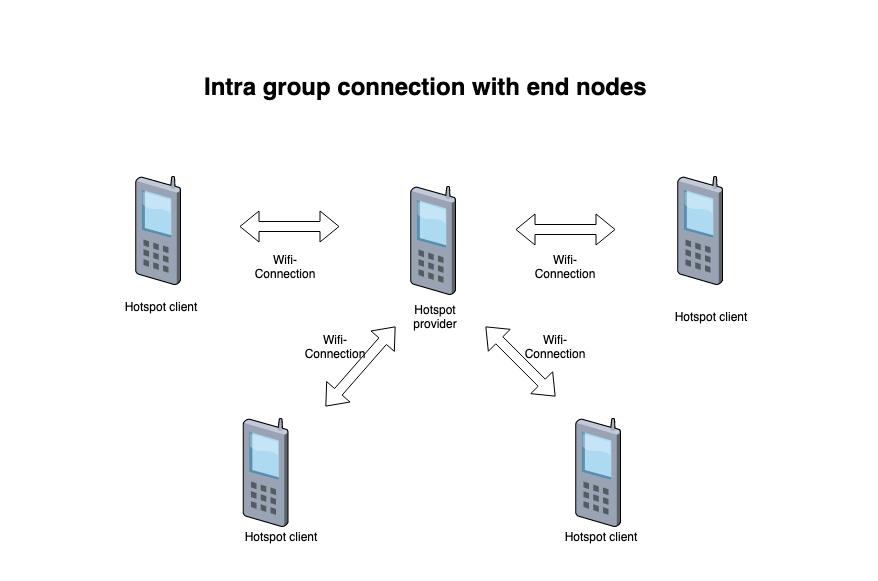 Intra group connection with end nodes
Wifi-
Connection
Wifi-
Connection
Hotspot client
Hotspot
provider
Hotspot client
Wifi-
Connection
Wifi-
Connection
Hotspot client
Hotspot client